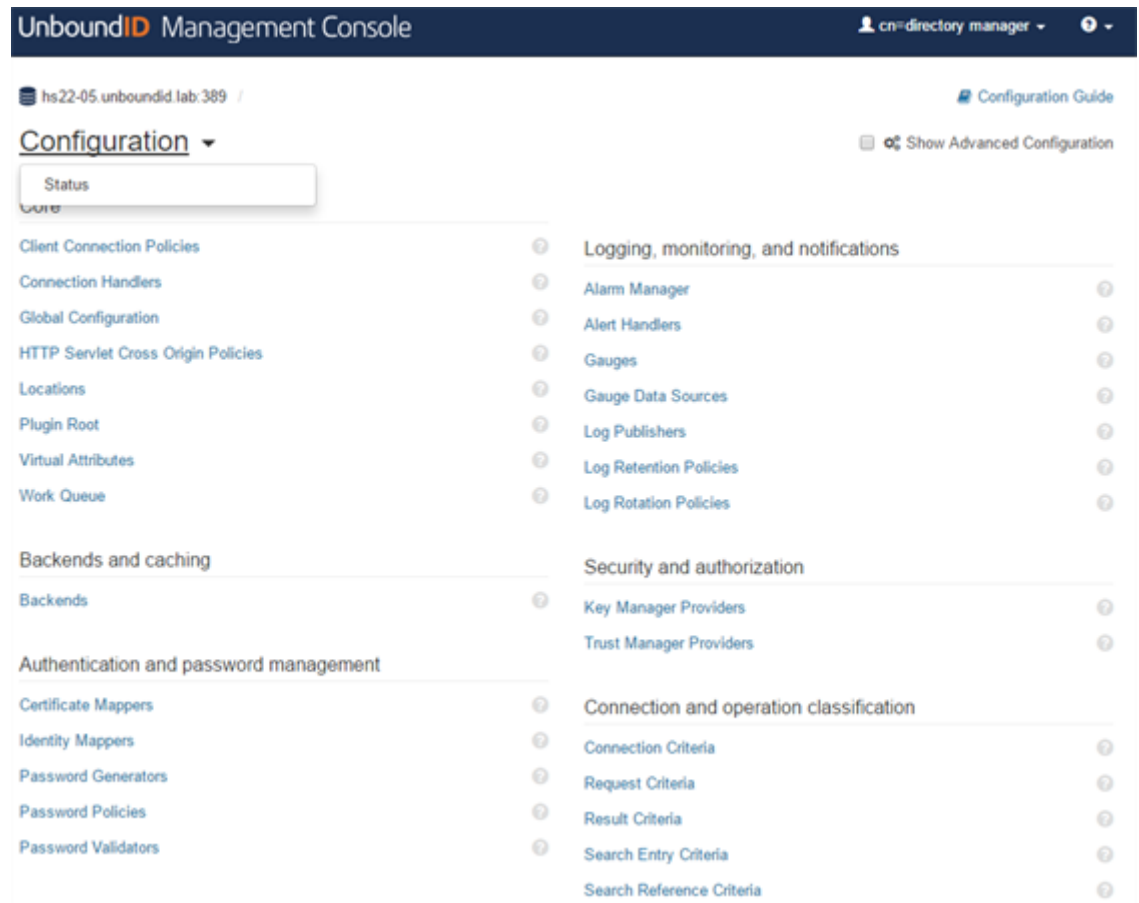 UnboundID Management Console
cn=directory manager
hs22-05.unboundid.lab:389 /
Configuration Guide
Configuration
Show Advanced Configuration
Status
Core
Client Connection Policies
Connection Handlers
Global Configuration
HTTP Servlet Cross Origin Policies
Locations
Plugin Root
Virtual Attributes
Work Queue
Backends and caching
Backends
Authentication and password management
Certificate Mappers
Identity Mappers
Password Generators
Password Policies
Password Validators
Logging, monitoring, and notifications
Alarm Manager
Alert Handlers
Gauges
Gauge Data Sources
Log Publishers
Log Retention Policies
Log Rotation Policies
Security and authorization
Key Manager Providers
Trust Manager Providers
Connection and operation classification
Connection Criteria
Request Criteria
Result Criteria
Search Entry Criteria
Search Reference Criteria